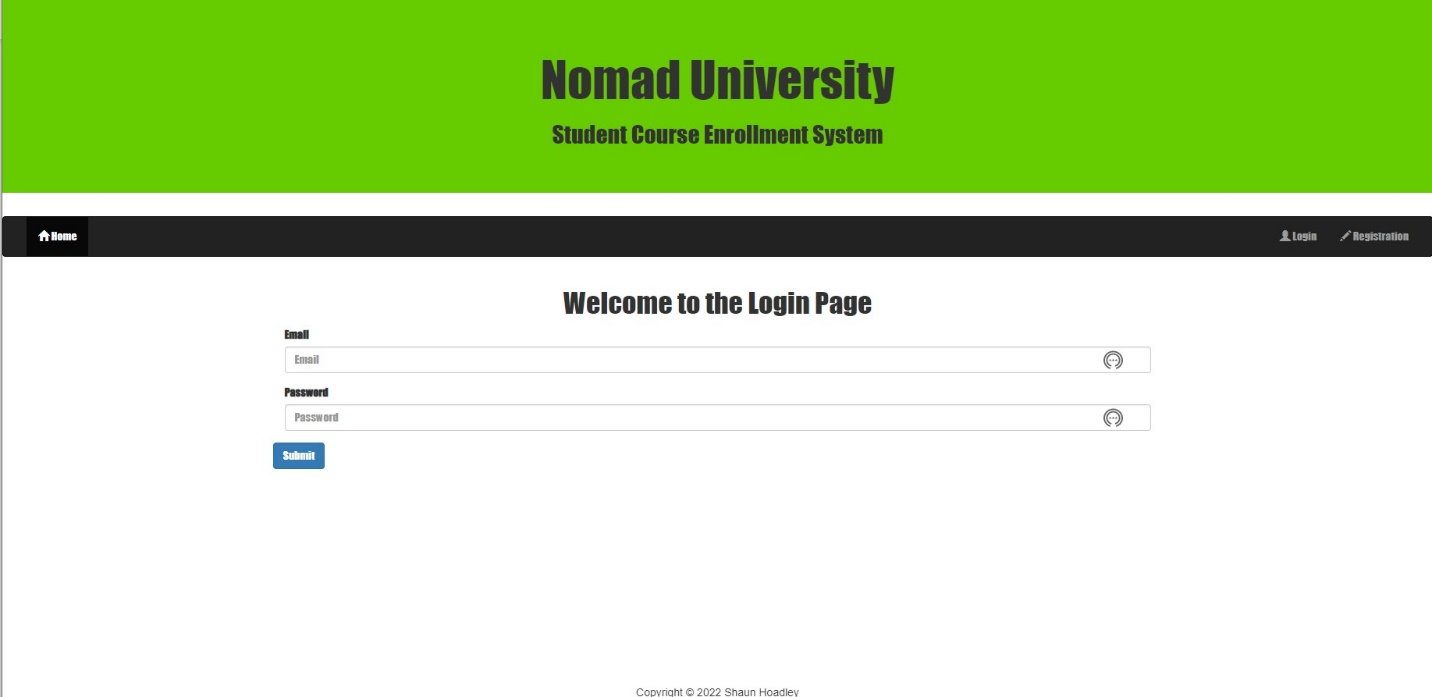 Nomad University
Student Course Enrollment System
Home Login Registration
Welcome to the Login Page
Email
Email
Password
Password
Submit
Copyright © 2022 Shaun Hoadley